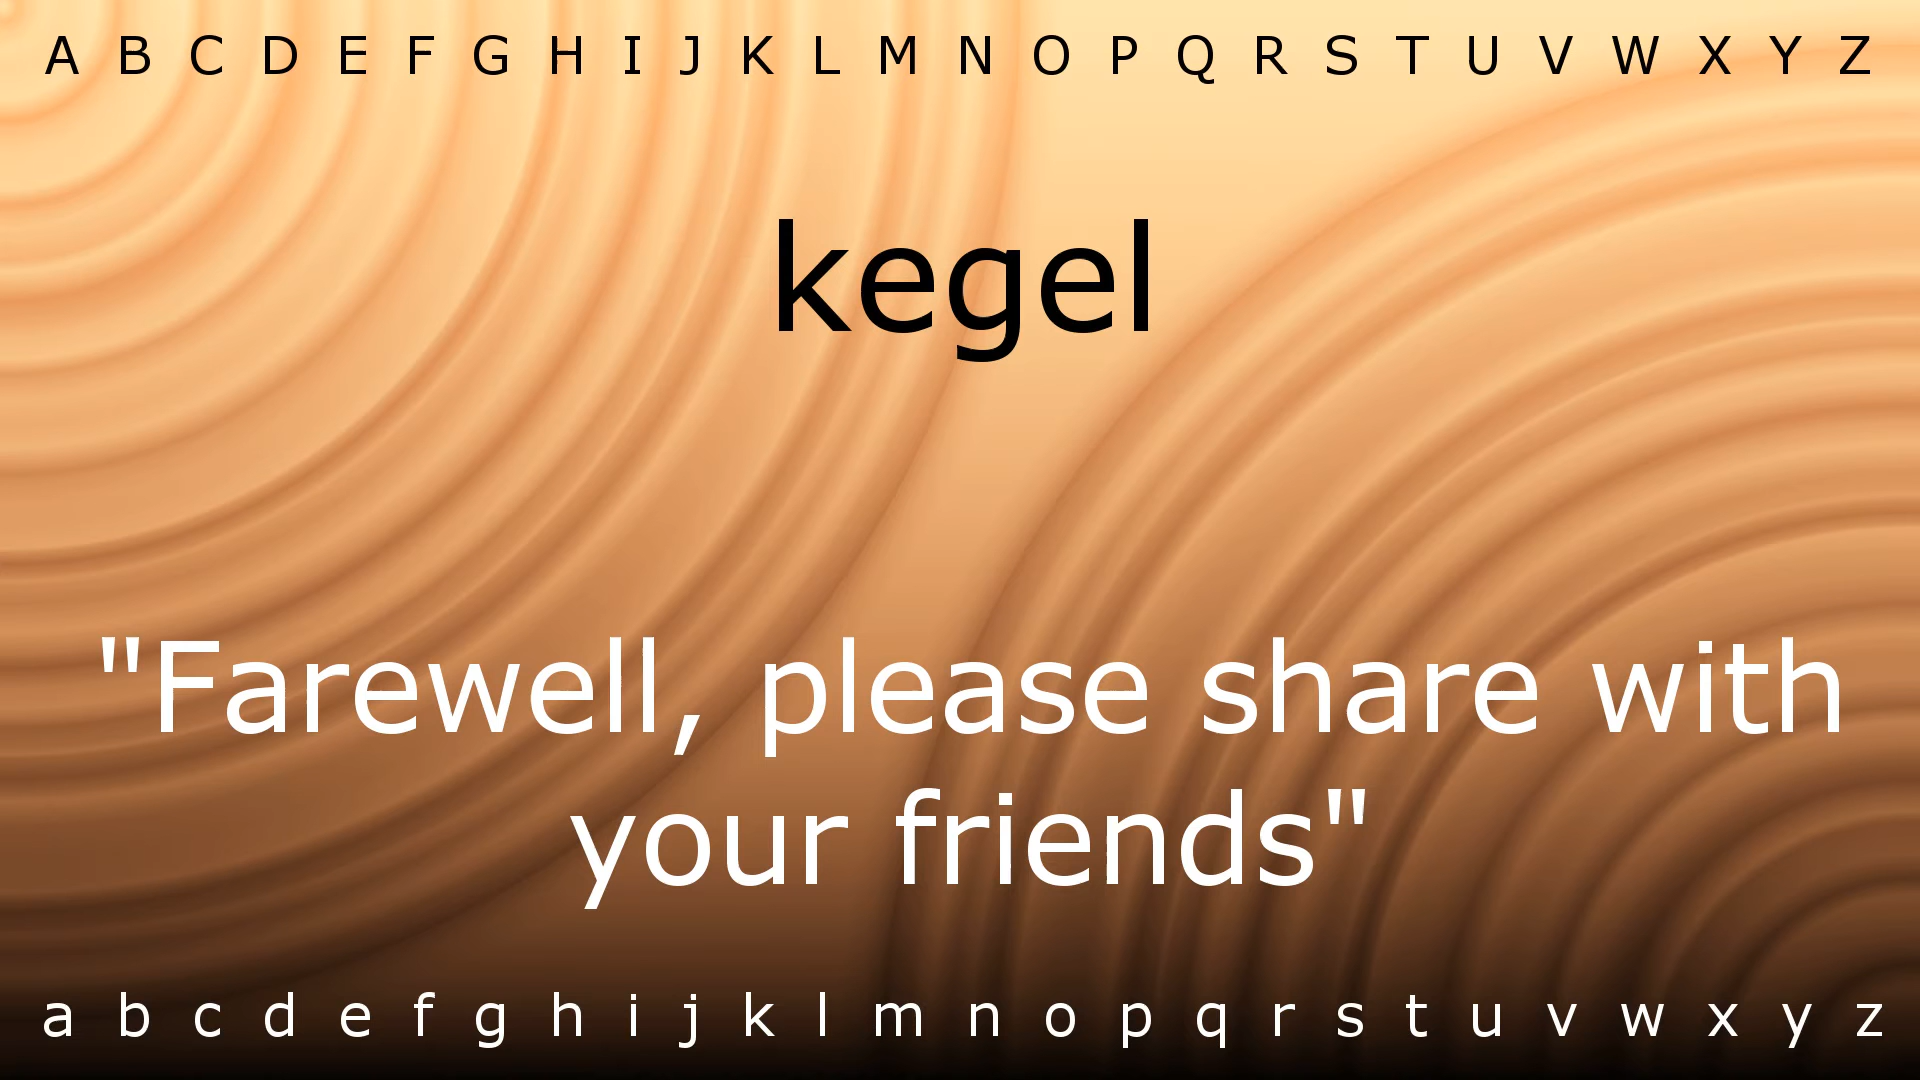 A B C D E F G H I J K L M N O P Q R S T U V W X Y Z
kegel
"Farewell, please share with
your friends"
a b c d e f g h i j k l m n o p q r s t u v w x y z